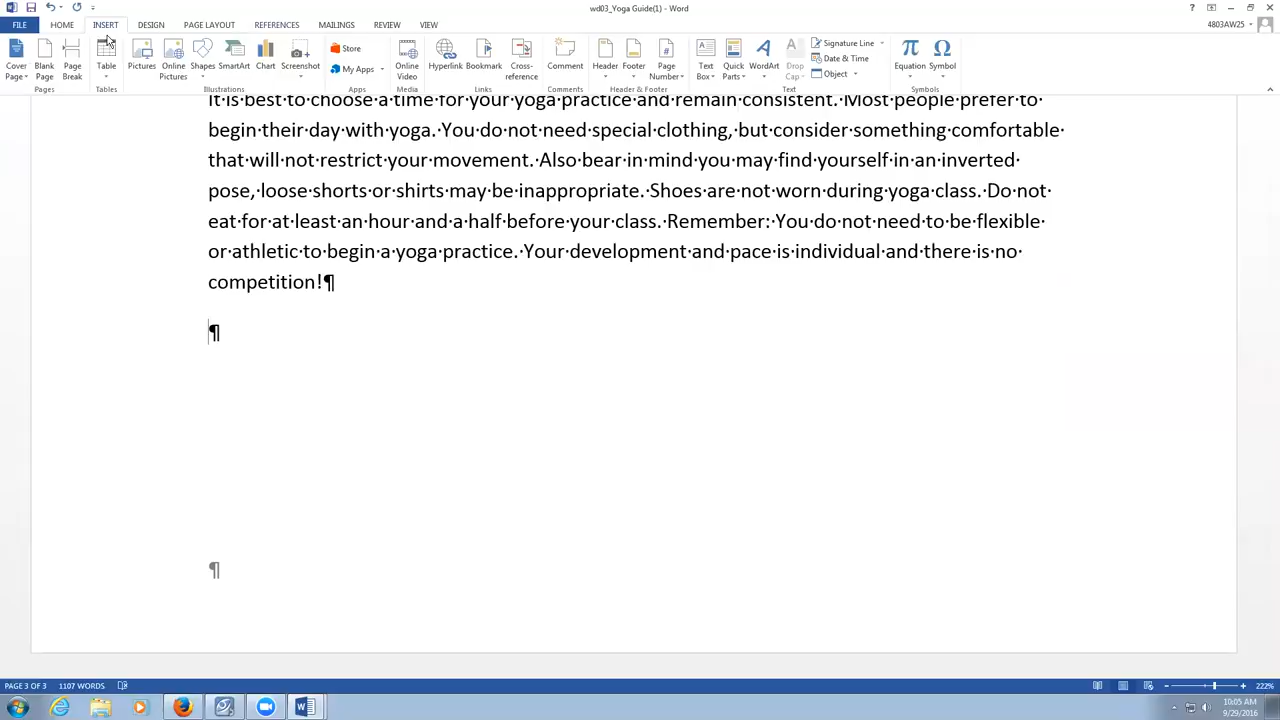 wd03_Yoga Guide(1) - Word
?
FILE HOME INSERT DESIGN PAGE LAYOUT REFERENCES MAILINGS REVIEW VIEW
4803AW25
Cover Page
Blank Page
Page Break
Pages
Table
Tables
Pictures
Online Pictures
Shapes
SmartArt
Chart
Screenshot
Illustrations
Store
My Apps
Apps
Online Video
Media
Hyperlink
Bookmark
Cross-reference
Links
Comment
Comments
Header
Footer
Page Number
Header & Footer
Text Box
Quick Parts
WordArt
Drop Cap
Signature Line
Date & Time
Object
Text
π Equation
Ω Symbol
Symbols
It·is·best·to·choose·a·time·for·your·yoga·practice·and·remain·consistent.·Most·people·prefer·to·
begin·their·day·with·yoga.·You·do·not·need·special·clothing,·but·consider·something·comfortable·
that·will·not·restrict·your·movement.·Also·bear·in·mind·you·may·find·yourself·in·an·inverted·
pose,·loose·shorts·or·shirts·may·be·inappropriate.·Shoes·are·not·worn·during·yoga·class.·Do·not·
eat·for·at·least·an·hour·and·a·half·before·your·class.·Remember:·You·do·not·need·to·be·flexible·
or·athletic·to·begin·a·yoga·practice.·Your·development·and·pace·is·individual·and·there·is·no·
competition!¶
¶
¶
PAGE 3 OF 3 1107 WORDS
222%
10:05 AM
9/29/2016